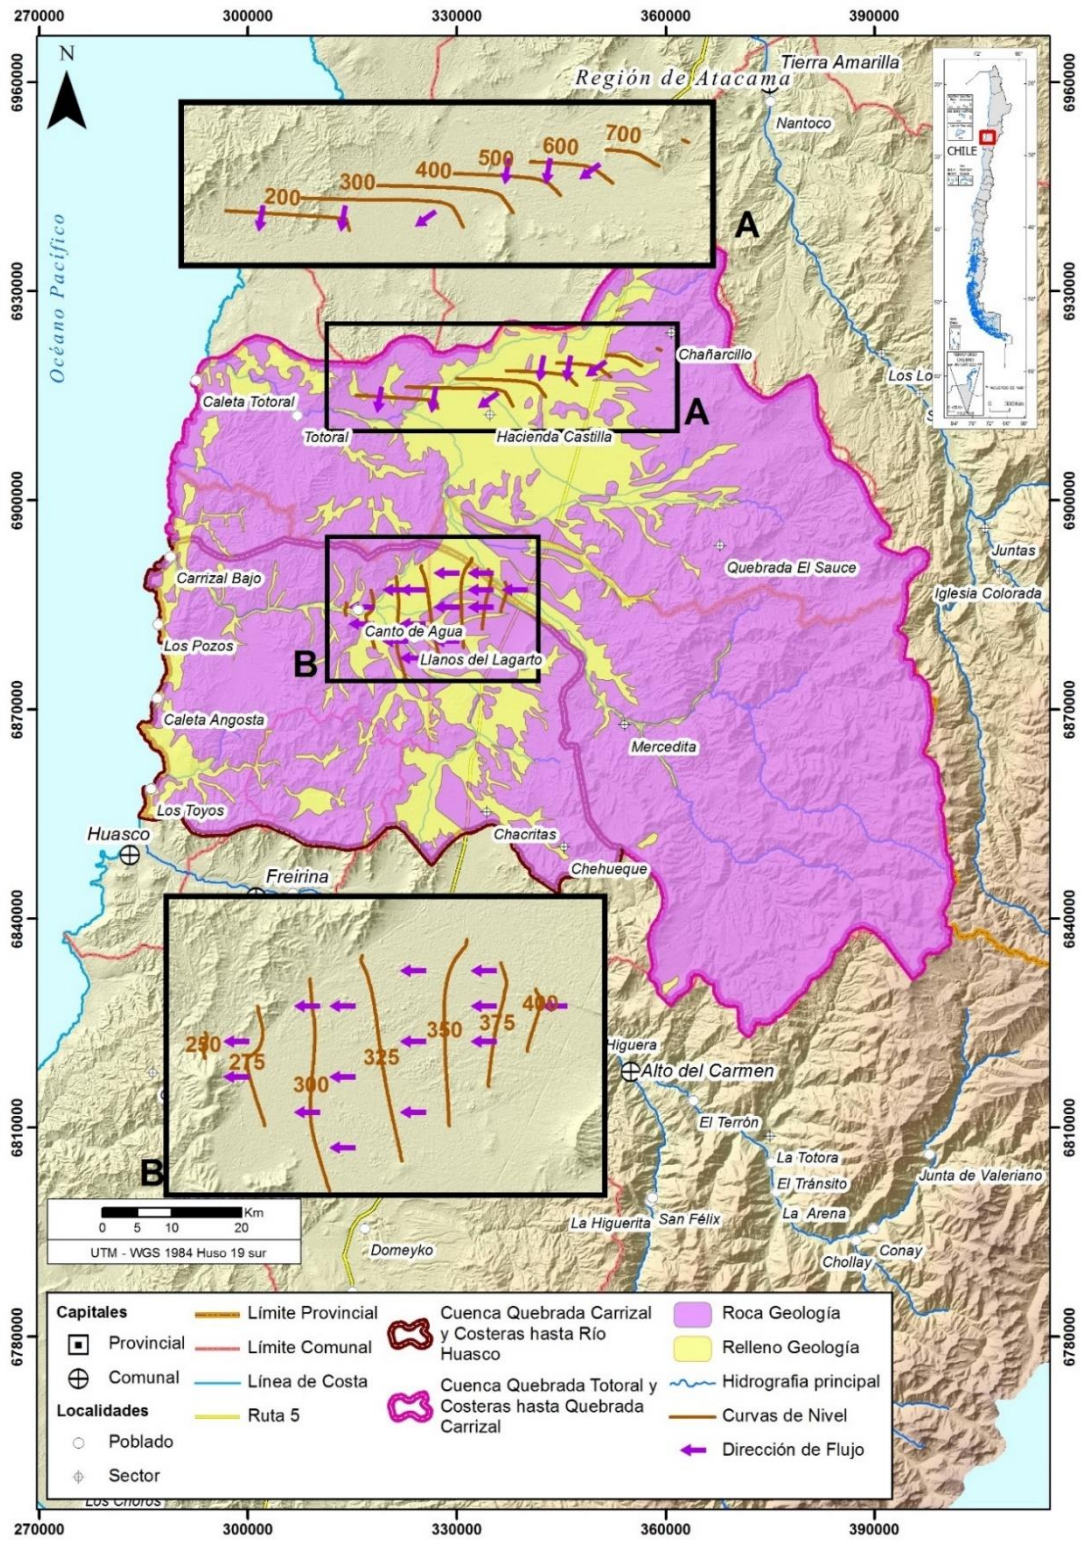 270000 300000 330000 360000 390000
N
Región de Atacama
Tierra Amarilla
Nantoco
6960000
6960000
CHILE
Océano Pacífico
700
600
500
400
300
200
A
6930000
6930000
Chañarcillo
Los Lo
Caleta Totoral
A
Totoral
Hacienda Castilla
6900000
6900000
Juntas
Quebrada El Sauce
Carrizal Bajo
Iglesia Colorada
Canto de Agua
Los Pozos
B
Llanos del Lagarto
6870000
6870000
Caleta Angosta
Mercedita
Los Toyos
Huasco
Chacritas
Chehueque
Freirina
6840000
6840000
250
275
300
325
350
375
400
B
Higuera
Alto del Carmen
El Terrón
6810000
6810000
La Totora
Junta de Valeriano
El Tránsito
La Arena
La Higuerita
San Félix
Conay
Chollay
Domeyko
0 5 10 20 Km
UTM - WGS 1984 Huso 19 sur
Capitales
Provincial
Comunal
Localidades
Poblado
Sector
Límite Provincial
Límite Comunal
Línea de Costa
Ruta 5
Cuenca Quebrada Carrizal
y Costeras hasta Río
Huasco
Cuenca Quebrada Totoral y
Costeras hasta Quebrada
Carrizal
Roca Geología
Relleno Geología
Hidrografia principal
Curvas de Nivel
Dirección de Flujo
6780000
6780000
Los Choros
270000 300000 330000 360000 390000